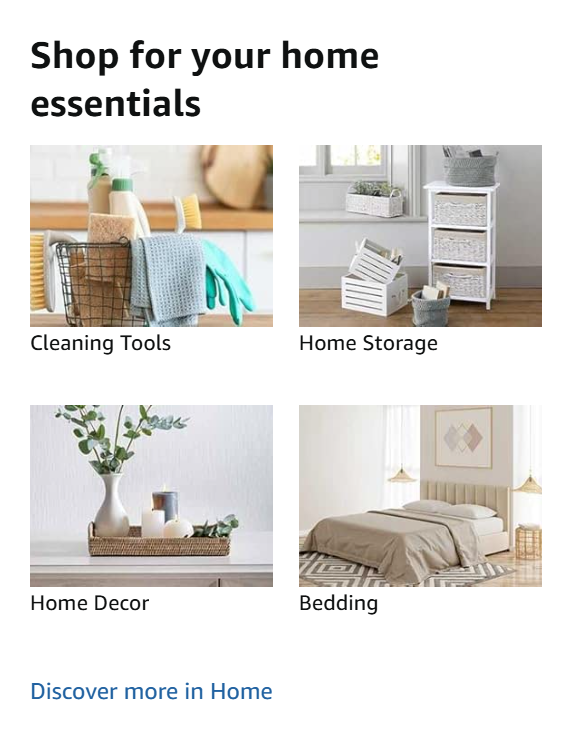 Shop for your home
essentials
Cleaning Tools
Home Storage
Home Decor
Bedding
Discover more in Home